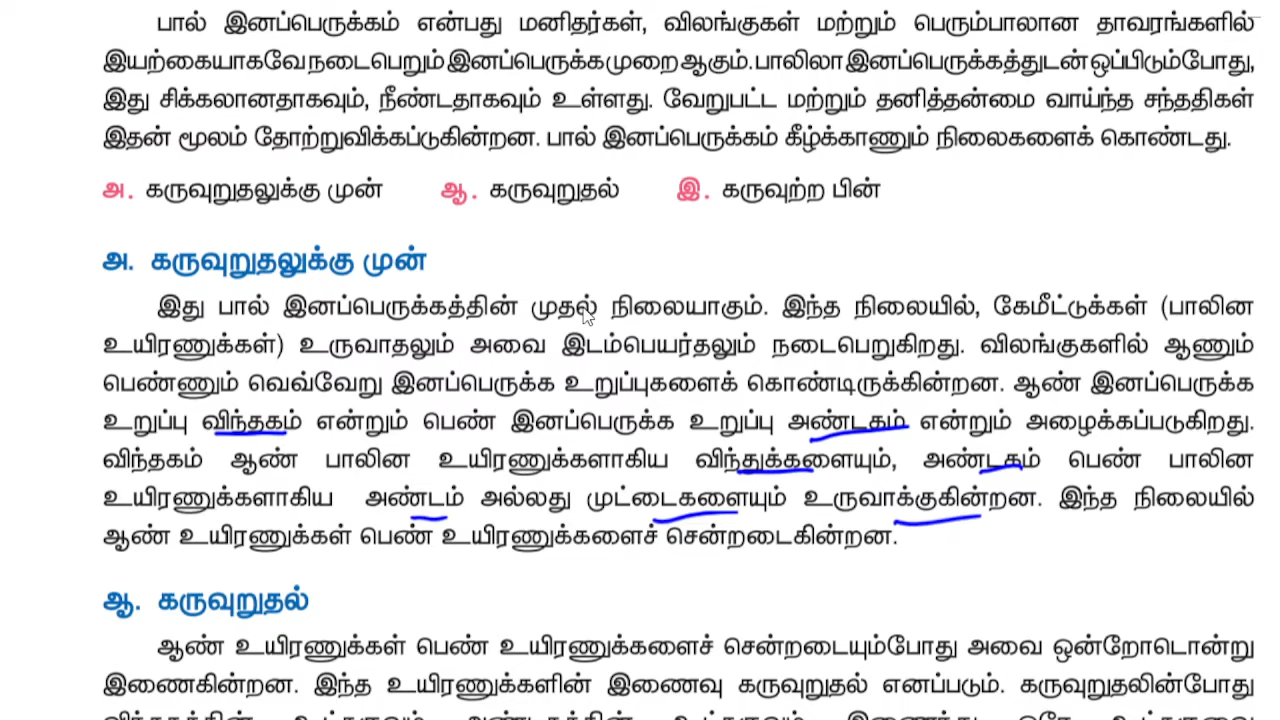 பால் இனப்பெருக்கம் என்பது மனிதர்கள், விலங்குகள் மற்றும் பெரும்பாலான தாவரங்களில்
இயற்கையாகவே நடைபெறும் இனப்பெருக்க முறை ஆகும். பாலிலா இனப்பெருக்கத்துடன் ஒப்பிடும்போது,
இது சிக்கலானதாகவும், நீண்டதாகவும் உள்ளது. வேறுபட்ட மற்றும் தனித்தன்மை வாய்ந்த சந்ததிகள்
இதன் மூலம் தோற்றுவிக்கப்படுகின்றன. பால் இனப்பெருக்கம் கீழ்க்காணும் நிலைகளைக் கொண்டது.
அ. கருவுறுதலுக்கு முன் ஆ. கருவுறுதல் இ. கருவுற்ற பின்
அ. கருவுறுதலுக்கு முன்
இது பால் இனப்பெருக்கத்தின் முதல் நிலையாகும். இந்த நிலையில், கேமீட்டுக்கள் (பாலின
உயிரணுக்கள்) உருவாதலும் அவை இடம்பெயர்தலும் நடைபெறுகிறது. விலங்குகளில் ஆணும்
பெண்ணும் வெவ்வேறு இனப்பெருக்க உறுப்புகளைக் கொண்டிருக்கின்றன. ஆண் இனப்பெருக்க
உறுப்பு விந்தகம் என்றும் பெண் இனப்பெருக்க உறுப்பு அண்டகம் என்றும் அழைக்கப்படுகிறது.
விந்தகம் ஆண் பாலின உயிரணுக்களாகிய விந்துக்களையும், அண்டகம் பெண் பாலின
உயிரணுக்களாகிய அண்டம் அல்லது முட்டைகளையும் உருவாக்குகின்றன. இந்த நிலையில்
ஆண் உயிரணுக்கள் பெண் உயிரணுக்களைச் சென்றடைகின்றன.
ஆ. கருவுறுதல்
ஆண் உயிரணுக்கள் பெண் உயிரணுக்களைச் சென்றடையும்போது அவை ஒன்றோடொன்று
இணைகின்றன. இந்த உயிரணுக்களின் இணைவு கருவுறுதல் எனப்படும். கருவுறுதலின்போது